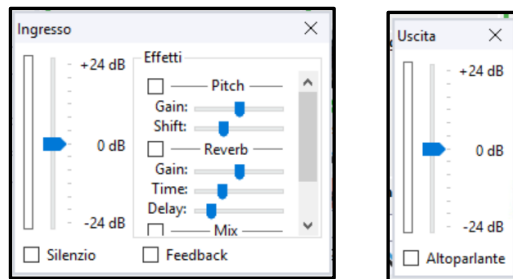 Ingresso
+24 dB
0 dB
-24 dB
Silenzio
Effetti
Pitch
Gain:
Shift:
Reverb
Gain:
Time:
Delay:
Mix
Feedback
Uscita
+24 dB
0 dB
-24 dB
Altoparlante